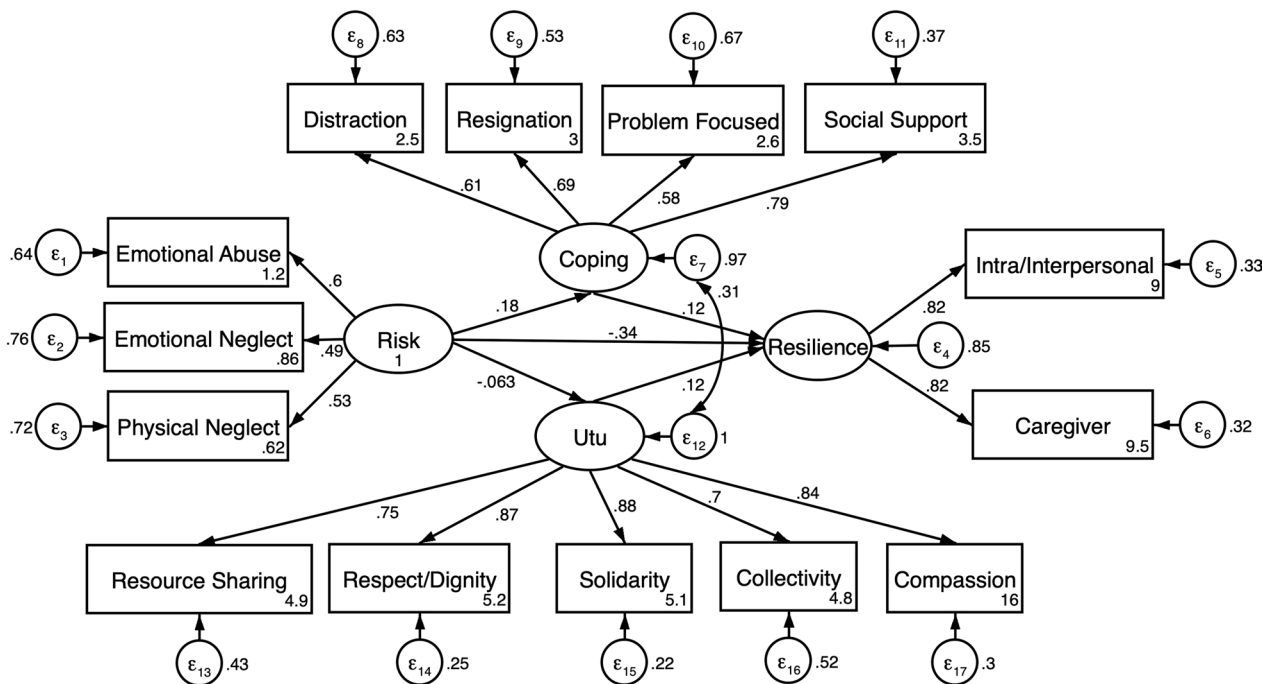 ε8 .63
ε9 .53
ε10 .67
ε11 .37
Distraction 2.5
Resignation 3
Problem Focused 2.6
Social Support 3.5
.61
.69
.58
.79
.64 ε1
Emotional Abuse 1.2
.6
Coping
ε7 .97
.31
Intra/Interpersonal 9
ε5 .33
.82
.76 ε2
Emotional Neglect .86
.49
Risk 1
.18
.12
-.34
Resilience
ε4 .85
-.063
.12
.82
.72 ε3
Physical Neglect .62
.53
Utu
ε12 1
Caregiver 9.5
ε6 .32
.75
.87
.88
.7
.84
Resource Sharing 4.9
Respect/Dignity 5.2
Solidarity 5.1
Collectivity 4.8
Compassion 16
ε13 .43
ε14 .25
ε15 .22
ε16 .52
ε17 .3